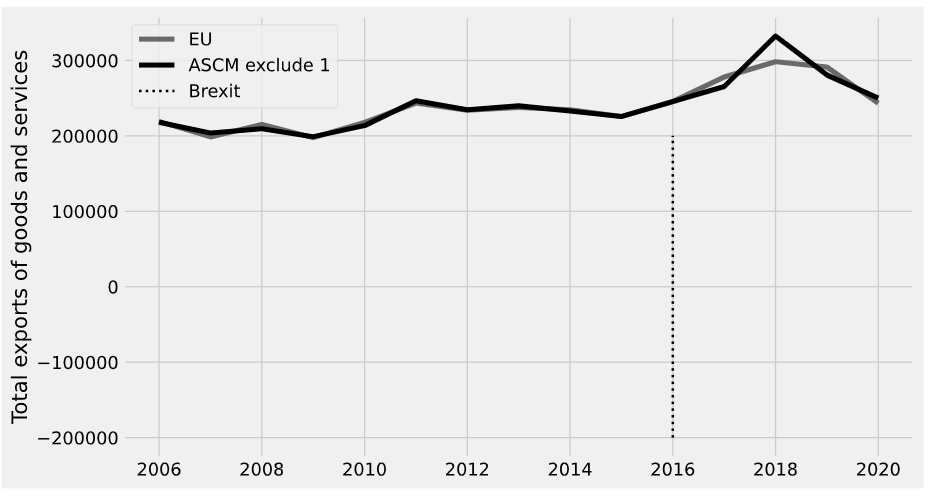 EU
ASCM exclude 1
Brexit
Total exports of goods and services
300000
200000
100000
0
−100000
−200000
2006 2008 2010 2012 2014 2016 2018 2020